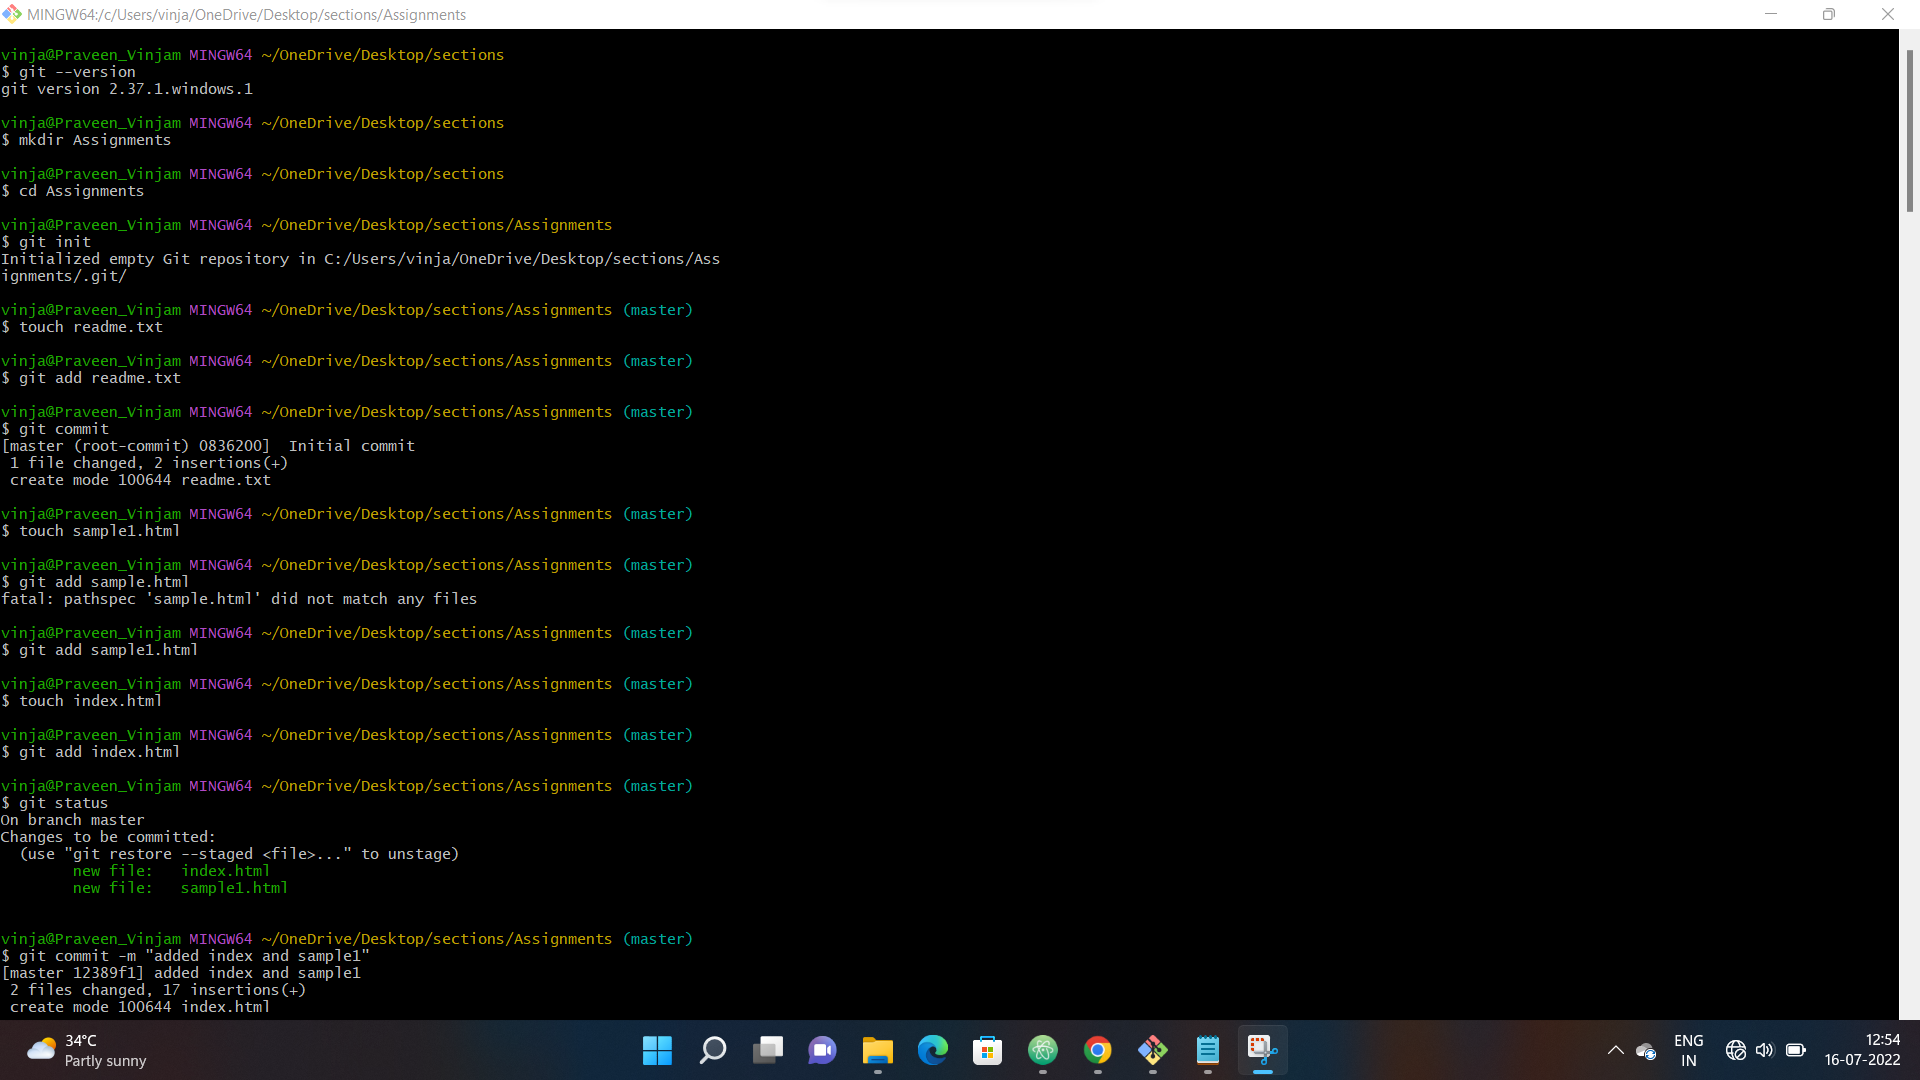 MINGW64:/c/Users/vinja/OneDrive/Desktop/sections/Assignments
vinja@Praveen_Vinjam MINGW64 ~/OneDrive/Desktop/sections
$ git --version
git version 2.37.1.windows.1
vinja@Praveen_Vinjam MINGW64 ~/OneDrive/Desktop/sections
$ mkdir Assignments
vinja@Praveen_Vinjam MINGW64 ~/OneDrive/Desktop/sections
$ cd Assignments
vinja@Praveen_Vinjam MINGW64 ~/OneDrive/Desktop/sections/Assignments
$ git init
Initialized empty Git repository in C:/Users/vinja/OneDrive/Desktop/sections/Ass
ignments/.git/
vinja@Praveen_Vinjam MINGW64 ~/OneDrive/Desktop/sections/Assignments (master)
$ touch readme.txt
vinja@Praveen_Vinjam MINGW64 ~/OneDrive/Desktop/sections/Assignments (master)
$ git add readme.txt
vinja@Praveen_Vinjam MINGW64 ~/OneDrive/Desktop/sections/Assignments (master)
$ git commit
[master (root-commit) 0836200]  Initial commit
 1 file changed, 2 insertions(+)
 create mode 100644 readme.txt
vinja@Praveen_Vinjam MINGW64 ~/OneDrive/Desktop/sections/Assignments (master)
$ touch sample1.html
vinja@Praveen_Vinjam MINGW64 ~/OneDrive/Desktop/sections/Assignments (master)
$ git add sample.html
fatal: pathspec 'sample.html' did not match any files
vinja@Praveen_Vinjam MINGW64 ~/OneDrive/Desktop/sections/Assignments (master)
$ git add sample1.html
vinja@Praveen_Vinjam MINGW64 ~/OneDrive/Desktop/sections/Assignments (master)
$ touch index.html
vinja@Praveen_Vinjam MINGW64 ~/OneDrive/Desktop/sections/Assignments (master)
$ git add index.html
vinja@Praveen_Vinjam MINGW64 ~/OneDrive/Desktop/sections/Assignments (master)
$ git status
On branch master
Changes to be committed:
  (use "git restore --staged <file>..." to unstage)
        new file:   index.html
        new file:   sample1.html
vinja@Praveen_Vinjam MINGW64 ~/OneDrive/Desktop/sections/Assignments (master)
$ git commit -m "added index and sample1"
[master 12389f1] added index and sample1
 2 files changed, 17 insertions(+)
 create mode 100644 index.html
34°C
Partly sunny
ENG
IN
12:54
16-07-2022